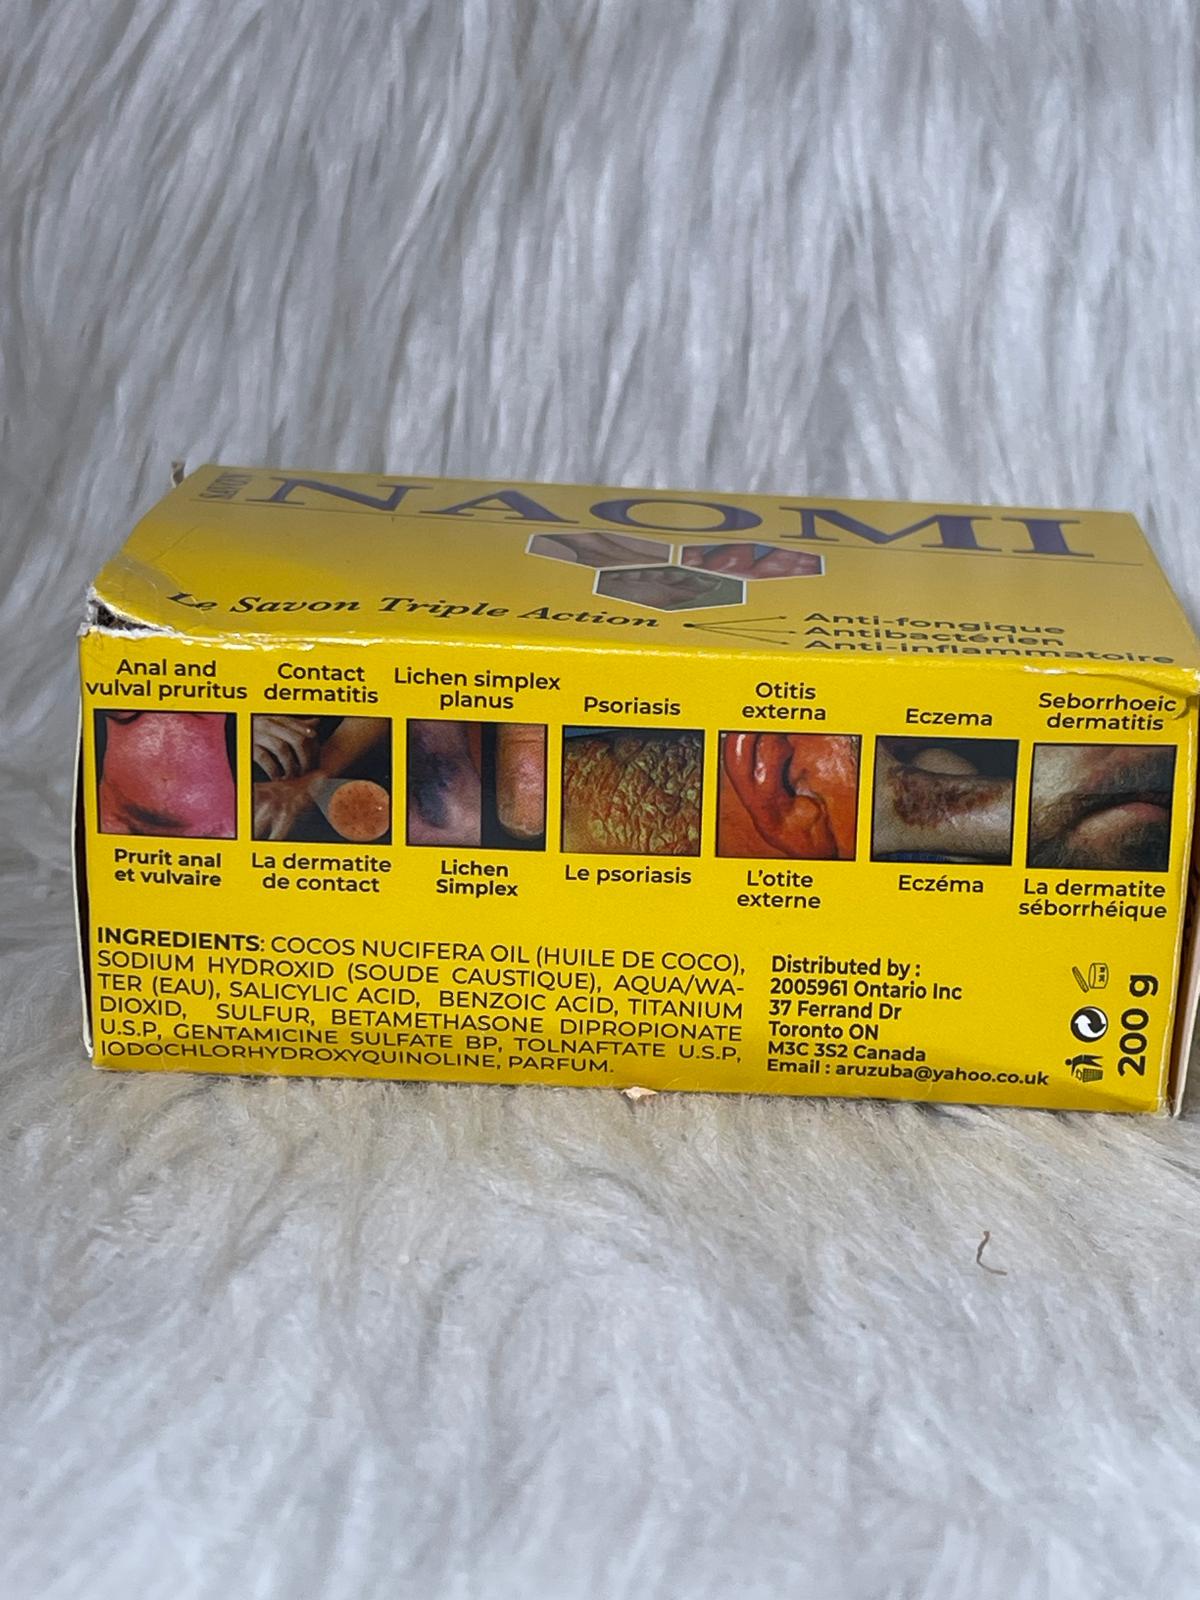 SAVON
NAOMI
Le Savon Triple Action
Anti-fongique
Antibactérien
Anti-inflammatoire
Anal and
vulval pruritus
Contact
dermatitis
Lichen simplex
planus
Psoriasis
Otitis
externa
Eczema
Seborrhoeic
dermatitis
Prurit anal
et vulvaire
La dermatite
de contact
Lichen
Simplex
Le psoriasis
L'otite
externe
Eczéma
La dermatite
séborrhéique
INGREDIENTS: COCOS NUCIFERA OIL (HUILE DE COCO),
SODIUM HYDROXID (SOUDE CAUSTIQUE), AQUA/WA-
TER (EAU), SALICYLIC ACID, BENZOIC ACID, TITANIUM
DIOXID, SULFUR, BETAMETHASONE DIPROPIONATE
U.S.P, GENTAMICINE SULFATE BP, TOLNAFTATE U.S.P,
IODOCHLORHYDROXYQUINOLINE, PARFUM.
Distributed by :
2005961 Ontario Inc
37 Ferrand Dr
Toronto ON
M3C 3S2 Canada
Email : aruzuba@yahoo.co.uk
200 g